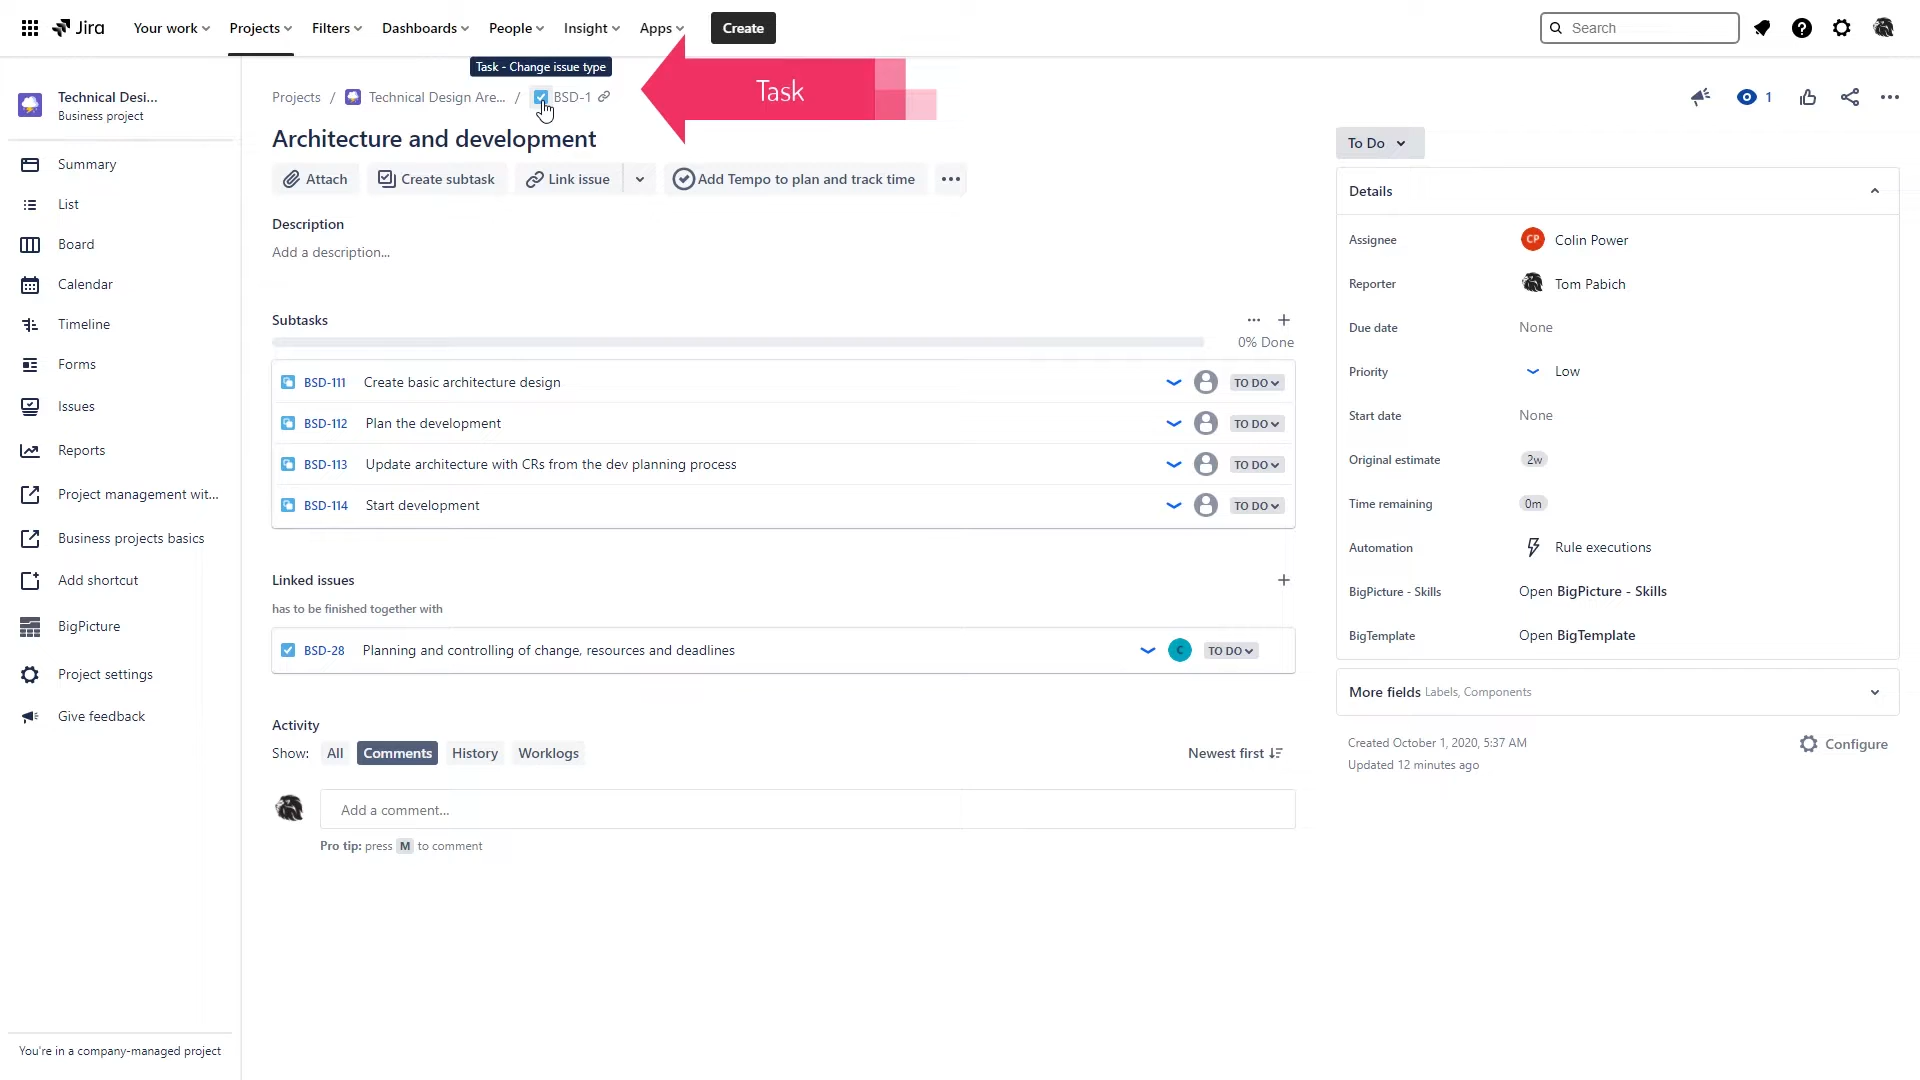 Jira
Your work
Projects
Filters
Dashboards
People
Insight
Apps
Create
Search
Task - Change issue type
Task
Technical Desi...
Business project
Projects / Technical Design Are... / BSD-1
1
Architecture and development
To Do
Summary
List
Board
Calendar
Timeline
Forms
Issues
Reports
Project management wit...
Business projects basics
Add shortcut
BigPicture
Project settings
Give feedback
You're in a company-managed project
Attach
Create subtask
Link issue
Add Tempo to plan and track time
Description
Add a description...
Subtasks
0% Done
BSD-111 Create basic architecture design TO DO
BSD-112 Plan the development TO DO
BSD-113 Update architecture with CRs from the dev planning process TO DO
BSD-114 Start development TO DO
Linked issues
has to be finished together with
BSD-28 Planning and controlling of change, resources and deadlines C TO DO
Activity
Show: All Comments History Worklogs Newest first
Add a comment...
Pro tip: press M to comment
Details
Assignee CP Colin Power
Reporter Tom Pabich
Due date None
Priority Low
Start date None
Original estimate 2w
Time remaining 0m
Automation Rule executions
BigPicture - Skills Open BigPicture - Skills
BigTemplate Open BigTemplate
More fields Labels, Components
Created October 1, 2020, 5:37 AM
Configure
Updated 12 minutes ago